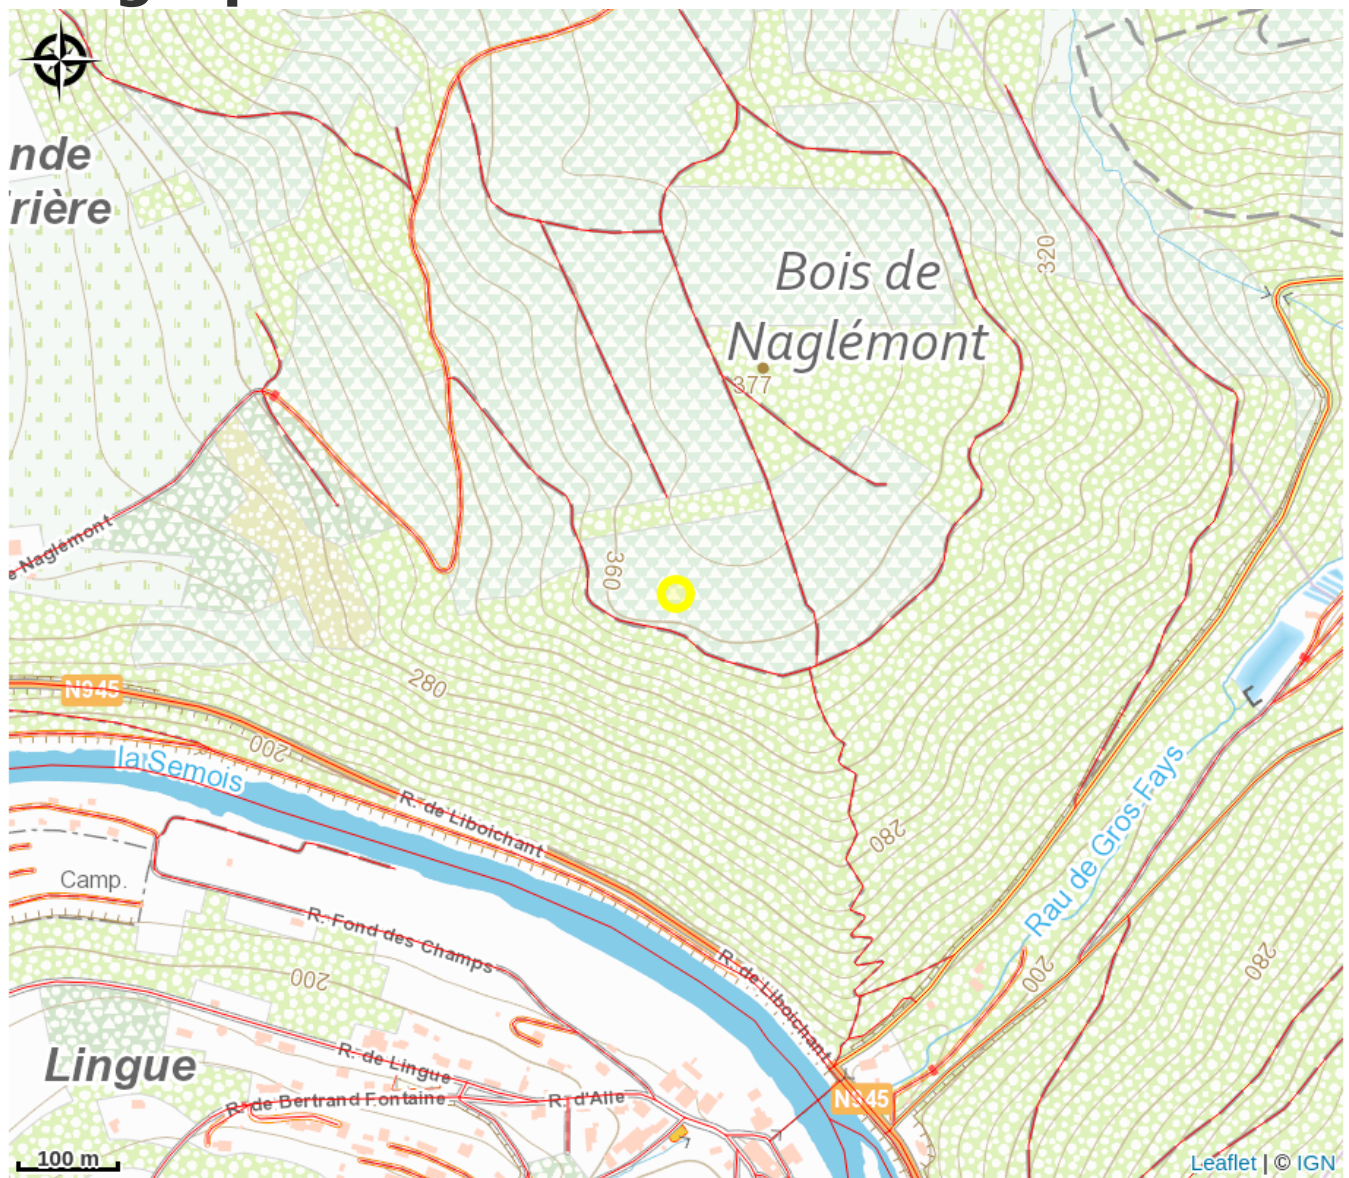 nde
rière
Bois de
Naglémont
320
377
360
Naglémont
280
N945
200
la Semois
R. de Liboichant
280
Camp.
R. Fond des Champs
200
R. de Liboichant
Rau de Gros Fays
200
280
Lingue
R. de Lingue
R. de Bertrand Fontaine
R. d'Alle
N945
100 m
Leaflet | © IGN